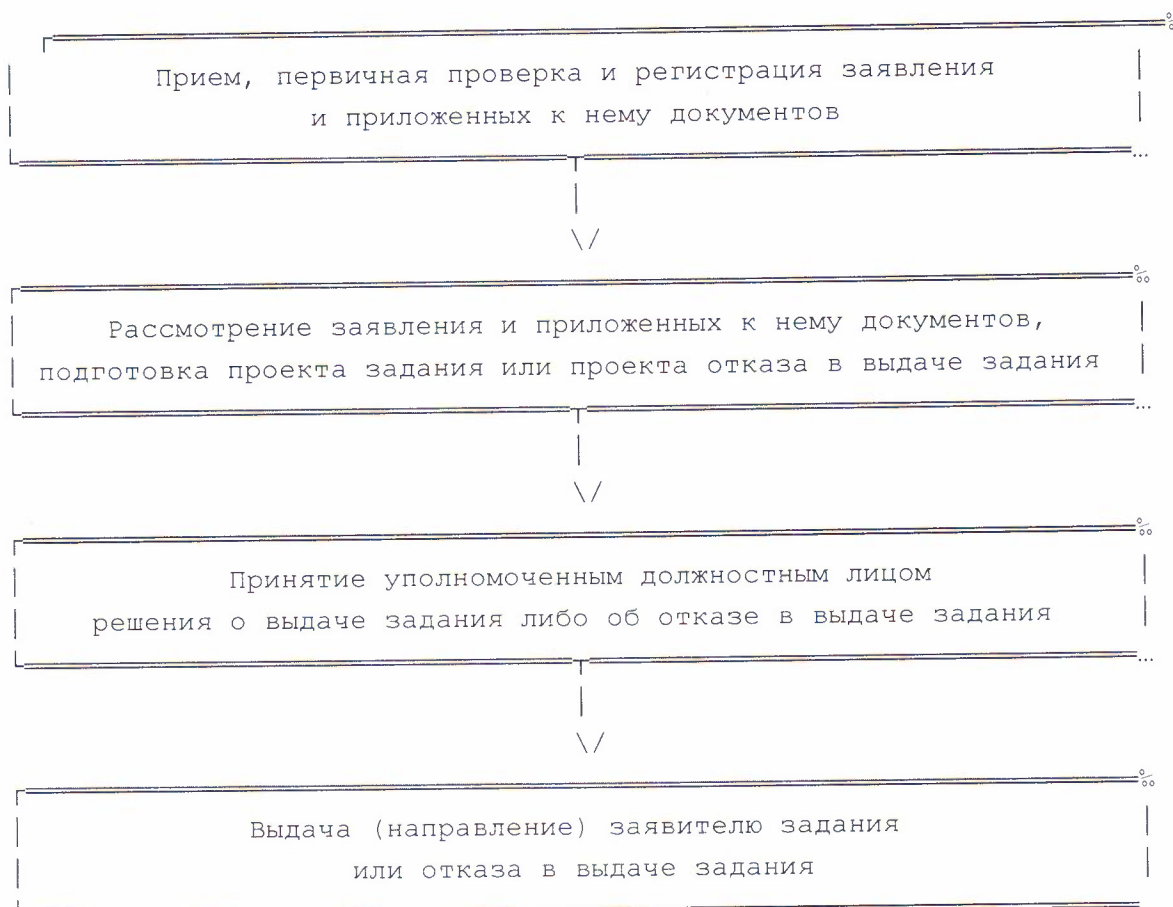 Прием, первичная проверка и регистрация заявления
и приложенных к нему документов
Рассмотрение заявления и приложенных к нему документов,
подготовка проекта задания или проекта отказа в выдаче задания
Принятие уполномоченным должностным лицом
решения о выдаче задания либо об отказе в выдаче задания
Выдача (направление) заявителю задания
или отказа в выдаче задания